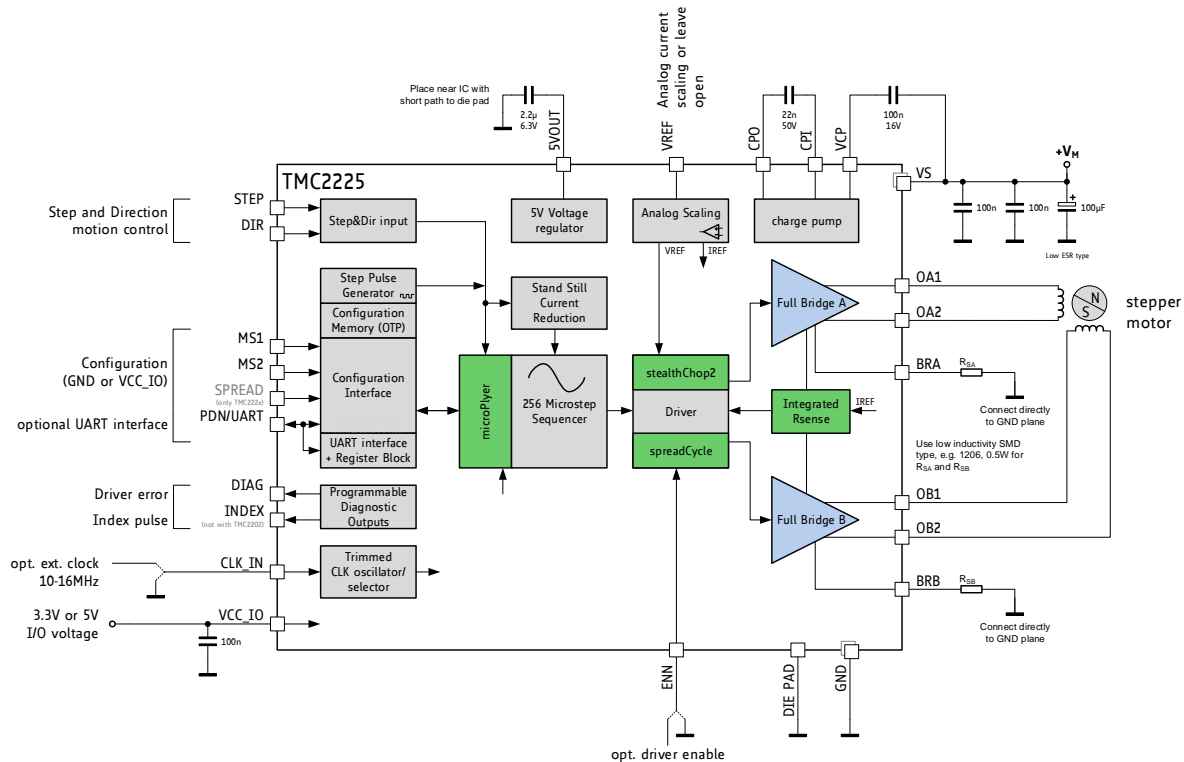 Place near IC with
short path to die pad
2.2µ
6.3V
5VOUT
Analog current
scaling or leave
open
VREF
22n
50V
CPO
CPI
VCP
100n
16V
+VM
VS
100n
100n
+
100µF
Low ESR type
TMC2225
Step and Direction
motion control
STEP
DIR
Step&Dir input
5V Voltage
regulator
Analog Scaling
VREF
IREF
charge pump
Step Pulse
Generator
Configuration
Memory (OTP)
Stand Still
Current
Reduction
Full Bridge A
OA1
OA2
N
S
stepper
motor
Configuration
(GND or VCC_IO)
optional UART interface
MS1
MS2
SPREAD
(only TMC222x)
PDN/UART
Configuration
Interface
UART interface
+ Register Block
microPlyer
256 Microstep
Sequencer
stealthChop2
Driver
spreadCycle
Integrated
Rsense
IREF
BRA
RSA
Connect directly
to GND plane
Use low inductivity SMD
type, e.g. 1206, 0.5W for
RSA and RSB
Driver error
Index pulse
DIAG
INDEX
(not with TMC2202)
Programmable
Diagnostic
Outputs
Full Bridge B
OB1
OB2
opt. ext. clock
10-16MHz
CLK_IN
Trimmed
CLK oscillator/
selector
BRB
RSB
Connect directly
to GND plane
3.3V or 5V
I/O voltage
VCC_IO
100n
ENN
DIE PAD
GND
opt. driver enable